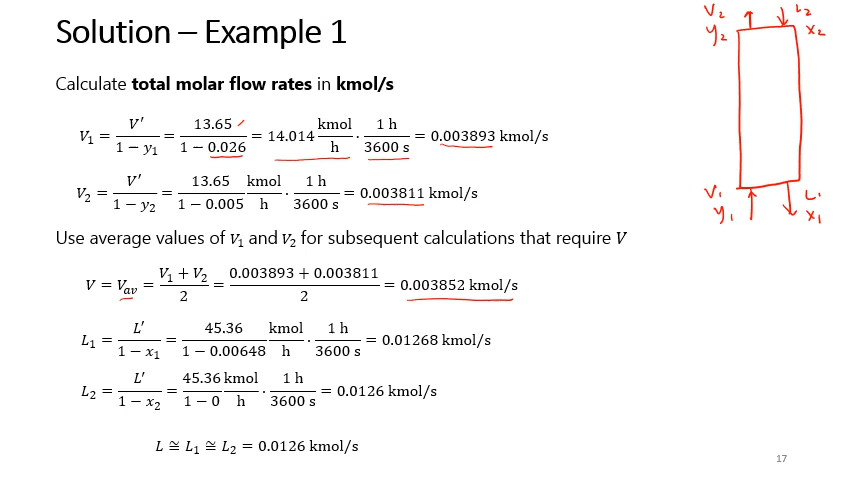 Solution – Example 1
V₂ L₂
y₂ x₂
Calculate total molar flow rates in kmol/s
V₁ = V′ / (1 − y₁) = 13.65 / (1 − 0.026) = 14.014 kmol/h · 1 h / 3600 s = 0.003893 kmol/s
V₂ = V′ / (1 − y₂) = 13.65 / (1 − 0.005) kmol/h · 1 h / 3600 s = 0.003811 kmol/s
V₁ L₁
y₁ x₁
Use average values of V₁ and V₂ for subsequent calculations that require V
V = Vₐᵥ = (V₁ + V₂) / 2 = (0.003893 + 0.003811) / 2 = 0.003852 kmol/s
L₁ = L′ / (1 − x₁) = 45.36 / (1 − 0.00648) kmol/h · 1 h / 3600 s = 0.01268 kmol/s
L₂ = L′ / (1 − x₂) = 45.36 / (1 − 0) kmol/h · 1 h / 3600 s = 0.0126 kmol/s
L ≅ L₁ ≅ L₂ = 0.0126 kmol/s
17